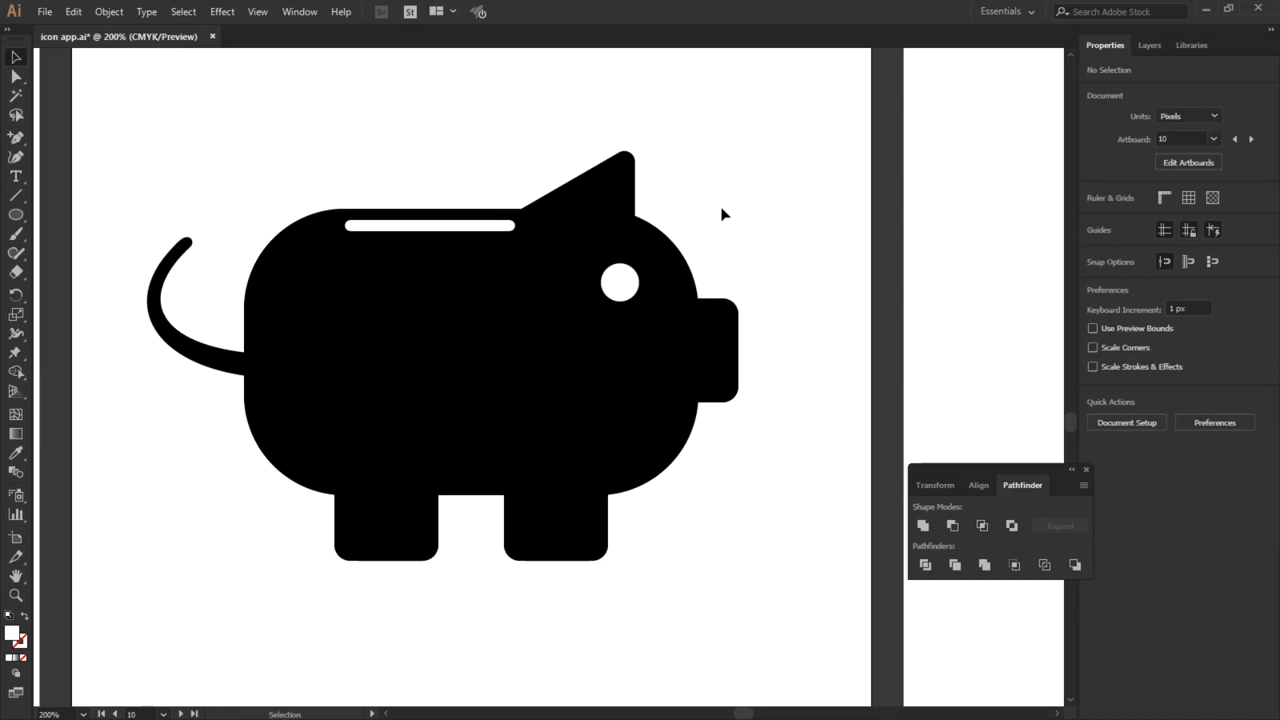 Ai File Edit Object Type Select Effect View Window Help Br St Essentials Search Adobe Stock
icon app.ai* @ 200% (CMYK/Preview) ×
Properties Layers Libraries
No Selection
Document
Units: Pixels
Artboard: 10
Edit Artboards
Ruler & Grids
Guides
Snap Options
Preferences
Keyboard Increment: 1 px
Use Preview Bounds
Scale Corners
Scale Strokes & Effects
Quick Actions
Document Setup Preferences
Transform Align Pathfinder
Shape Modes:
Expand
Pathfinders:
200% 10 Selection